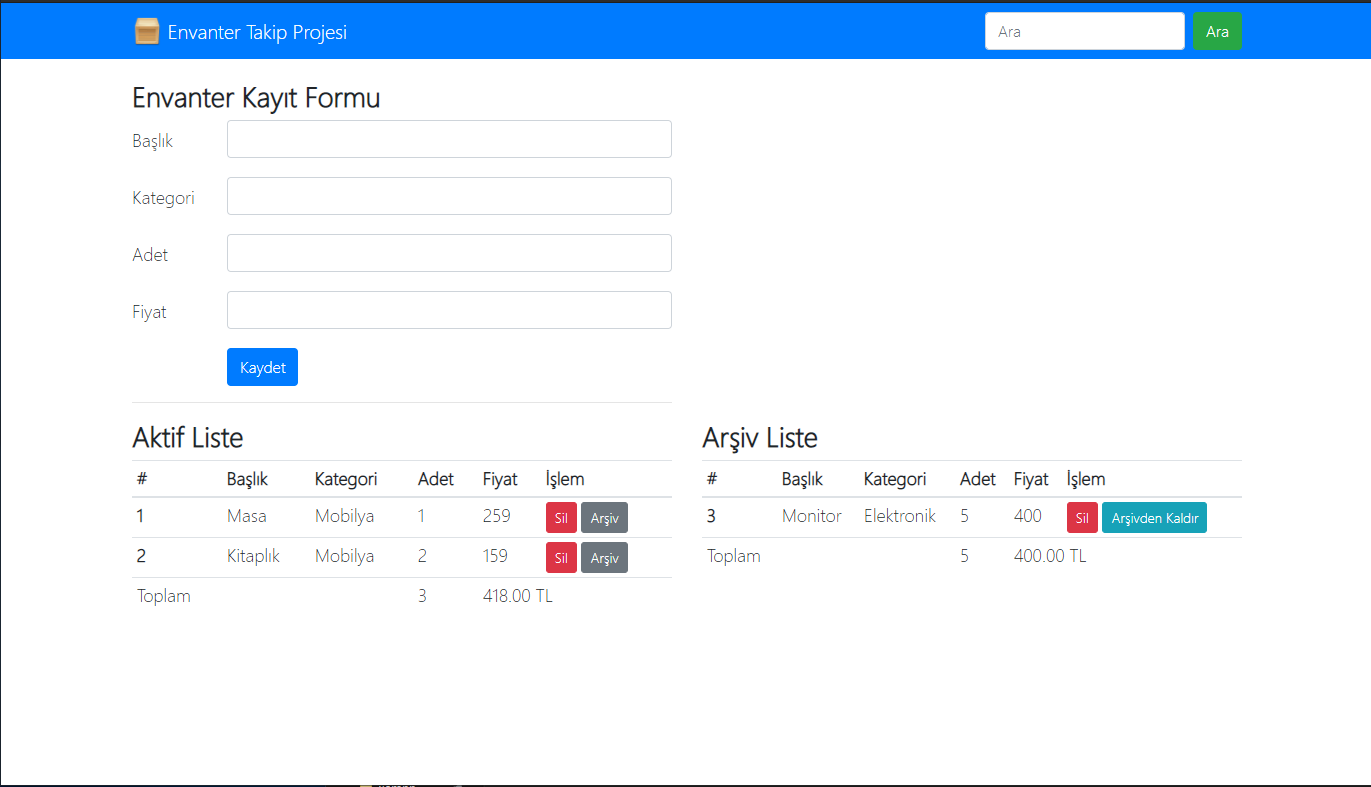 Envanter Takip Projesi
Ara
Ara
Envanter Kayıt Formu
Başlık
Kategori
Adet
Fiyat
Kaydet
Aktif Liste
# Başlık Kategori Adet Fiyat İşlem
1 Masa Mobilya 1 259 Sil Arşiv
2 Kitaplık Mobilya 2 159 Sil Arşiv
Toplam 3 418.00 TL
Arşiv Liste
# Başlık Kategori Adet Fiyat İşlem
3 Monitor Elektronik 5 400 Sil Arşivden Kaldır
Toplam 5 400.00 TL